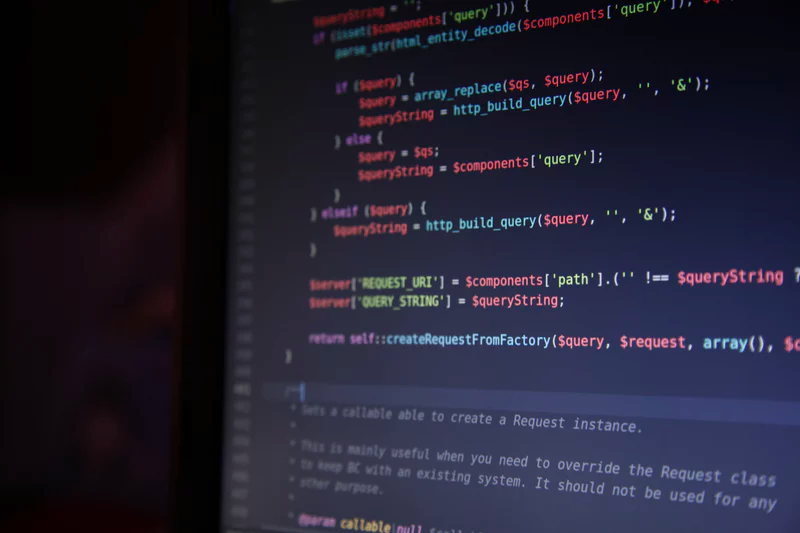 $queryString = '';
if (isset($components['query'])) {
parse_str(html_entity_decode($components['query']),
if ($query) {
$query = array_replace($qs, $query);
$queryString = http_build_query($query, '', '&');
} else {
$query = $qs;
$queryString = $components['query'];
}
} elseif ($query) {
$queryString = http_build_query($query, '', '&');
}
$server['REQUEST_URI'] = $components['path'].('' !== $queryString ?
$server['QUERY_STRING'] = $queryString;
return self::createRequestFromFactory($query, $request, array(),
}
/**
* Sets a callable able to create a Request instance.
*
* This is mainly useful when you need to override the Request class
* to keep BC with an existing system. It should not be used for any
* other purpose.
*
* @param callable|null